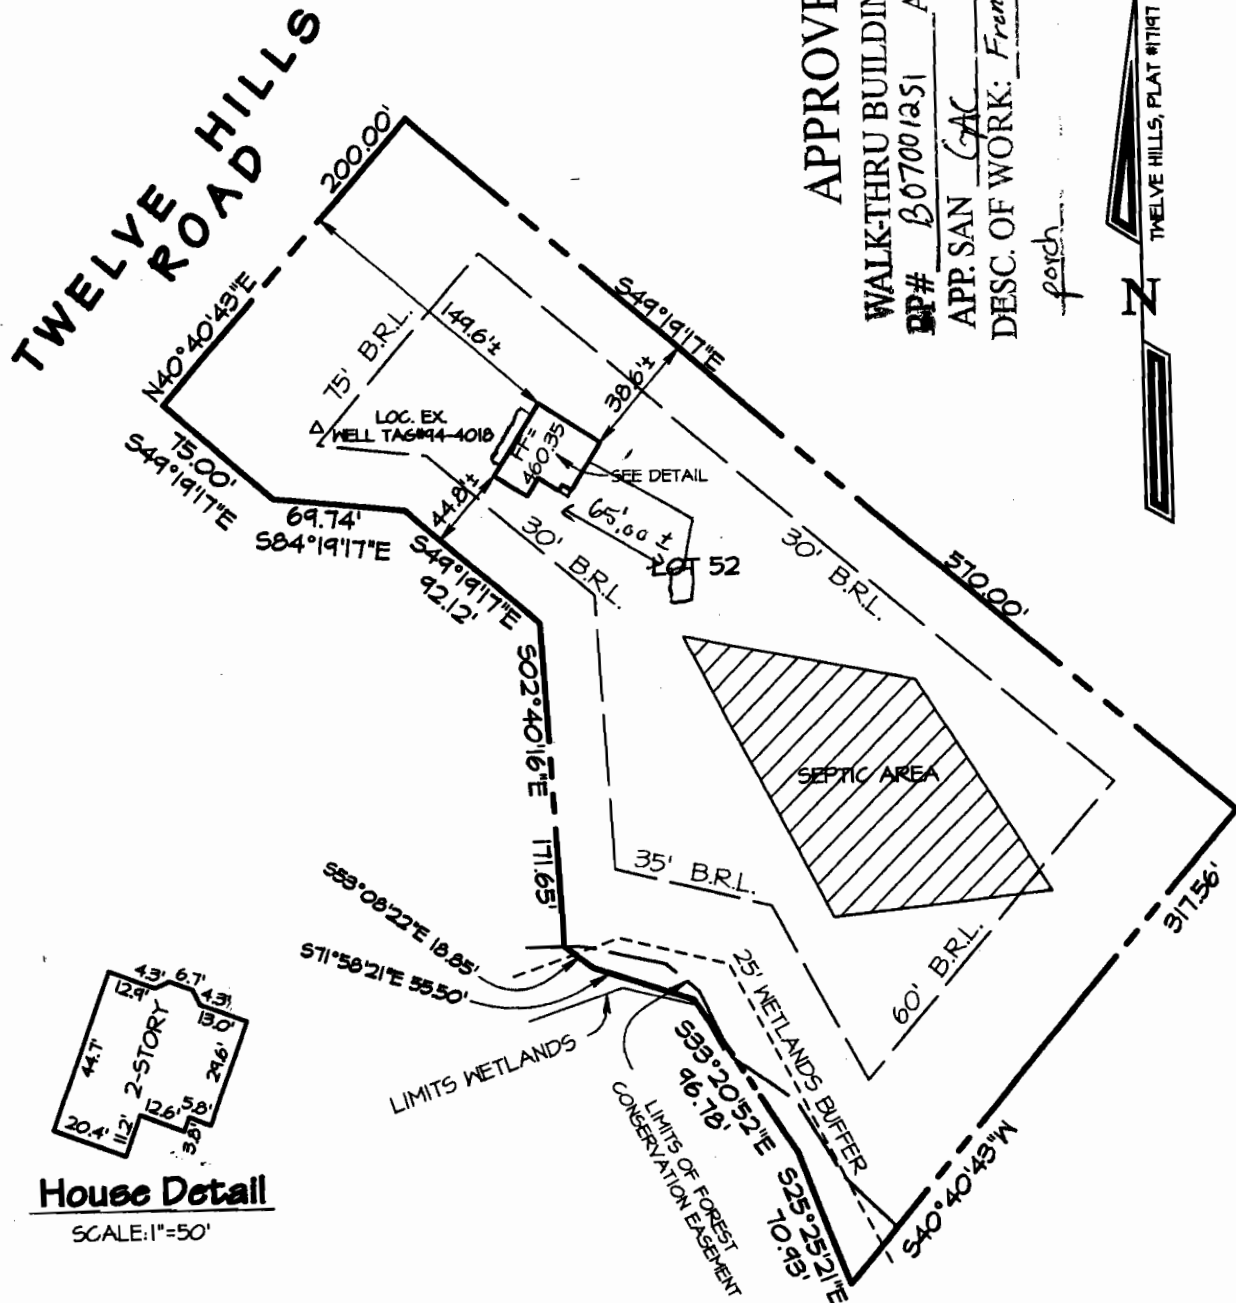 TWELVE HILLS
ROAD
200.00'
N40°40'43"E
75.00'
S49°19'17"E
69.74'
S84°19'17"E
S49°19'17"E
92.12'
S02°40'16"E
171.65'
S53°08'22"E 18.85'
S71°58'21"E 55.50'
S33°20'52"E
96.78'
S25°25'21"E
70.93'
S40°40'43"W
317.56'
S49°19'17"E
570.00'
75' B.R.L.
149.6'±
38.6'±
LOC. EX.
WELL TAG#94-4018
FF=
460.35
SEE DETAIL
44.8'±
65'.00 ±
LOT 52
30' B.R.L.
30' B.R.L.
SEPTIC AREA
35' B.R.L.
60' B.R.L.
25' WETLANDS BUFFER
LIMITS WETLANDS
LIMITS OF FOREST
CONSERVATION EASEMENT
4.3' 6.7'
4.3'
12.9'
13.0'
44.7'
2-STORY
29.6'
12.6' 5.8'
20.4'
11.2'
3.8'
House Detail
SCALE:1"=50'
WALK-THRU
BP# B07001251 A
APP. SAN GAC
DESC. OF WORK:
porch
N
TWELVE HILLS, PLAT #17197